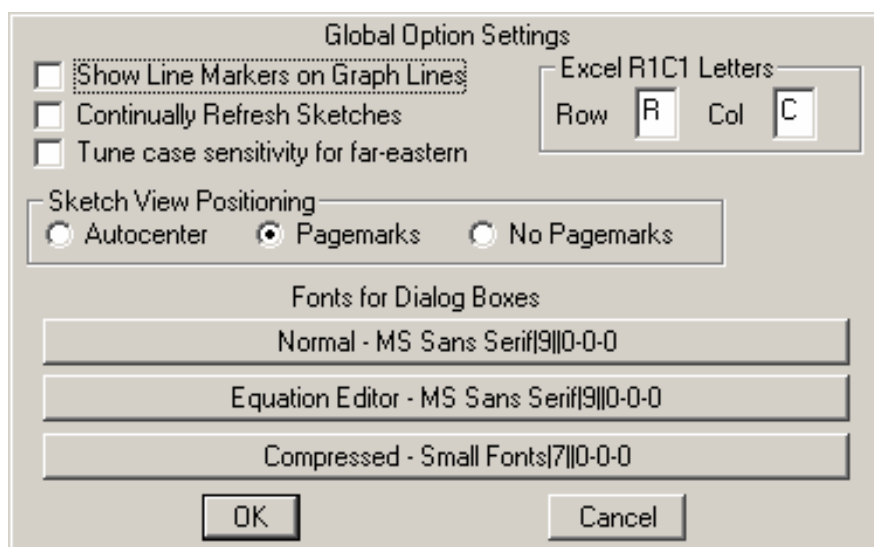 Global Option Settings
Show Line Markers on Graph Lines
Continually Refresh Sketches
Tune case sensitivity for far-eastern
Excel R1C1 Letters
Row R Col C
Sketch View Positioning
Autocenter Pagemarks No Pagemarks
Fonts for Dialog Boxes
Normal - MS Sans Serif|9||0-0-0
Equation Editor - MS Sans Serif|9||0-0-0
Compressed - Small Fonts|7||0-0-0
OK Cancel